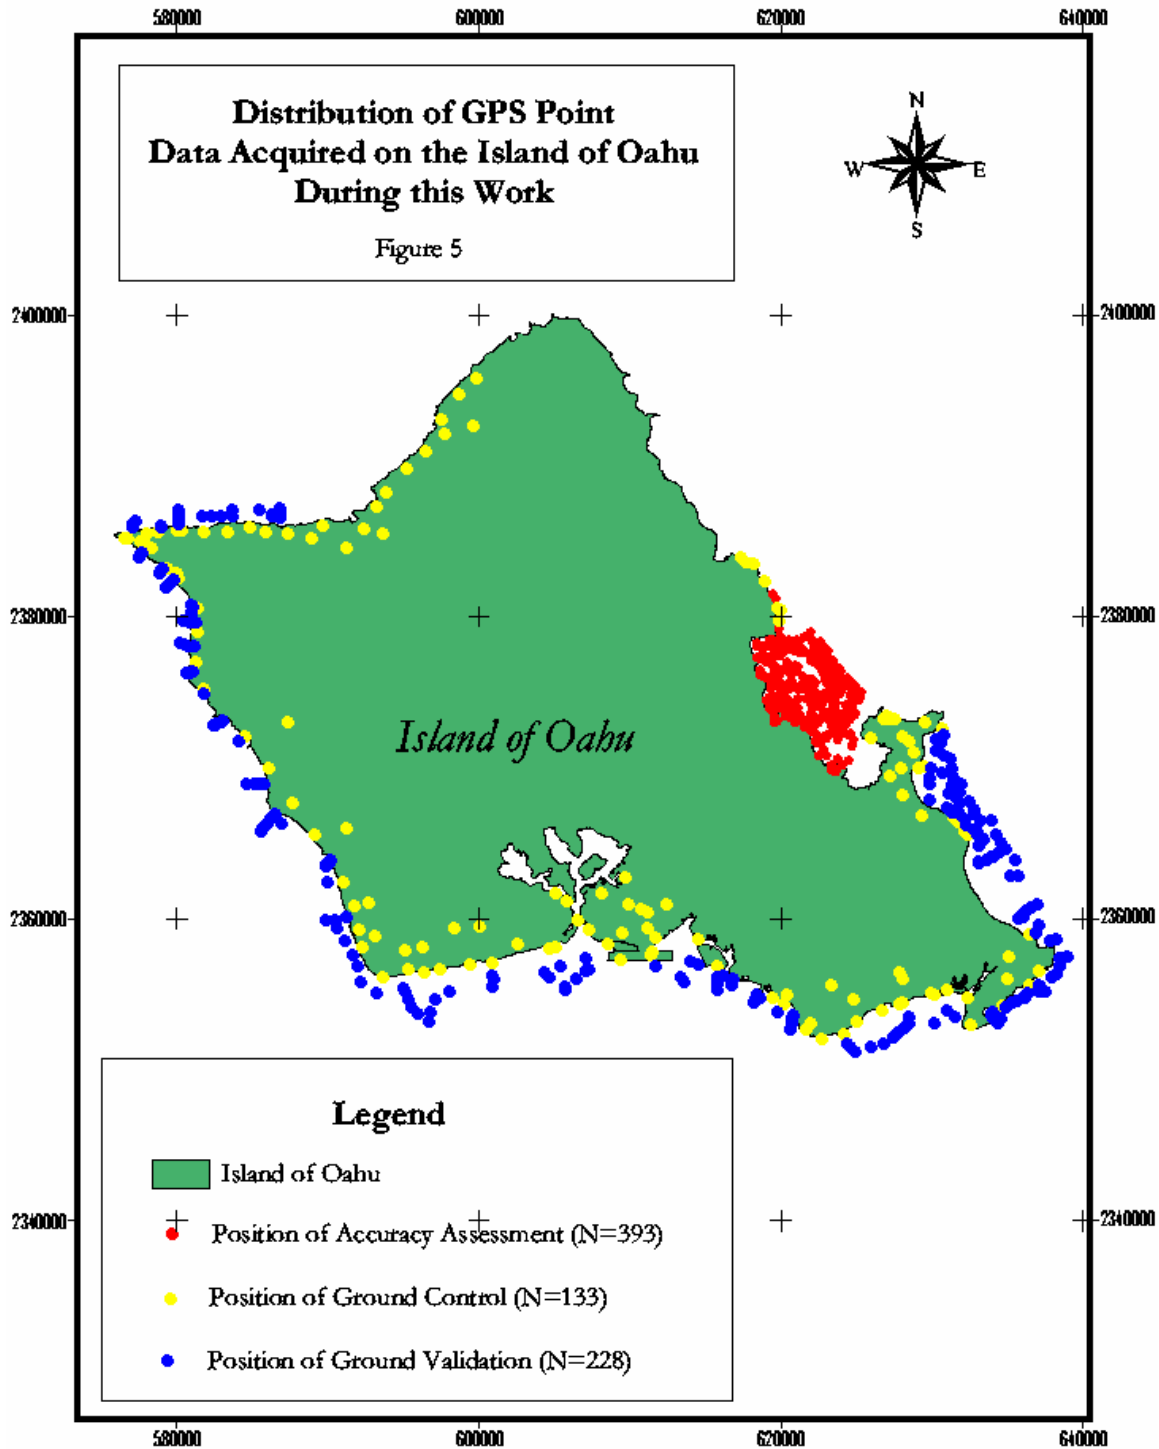 580000 600000 620000 640000
Distribution of GPS Point
Data Acquired on the Island of Oahu
During this Work
Figure 5
N
W E
S
2400000 2400000
2380000 2380000
Island of Oahu
2360000 2360000
Legend
Island of Oahu
2340000 2340000
Position of Accuracy Assessment (N=393)
Position of Ground Control (N=133)
Position of Ground Validation (N=228)
580000 600000 620000 640000